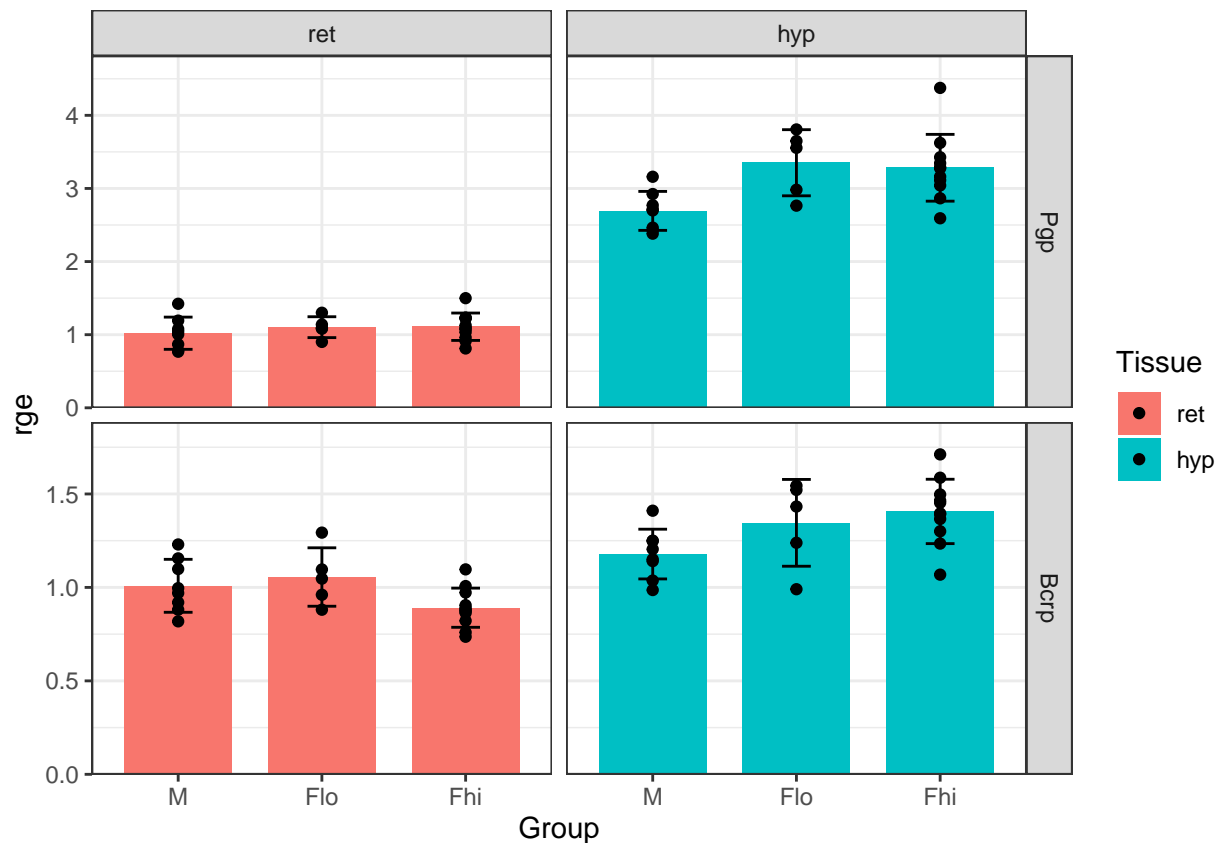 ret
hyp
4
3
2
1
0
Pgp
rge
1.5
1.0
0.5
0.0
Bcrp
M
Flo
Fhi
M
Flo
Fhi
Group
Tissue
ret
hyp